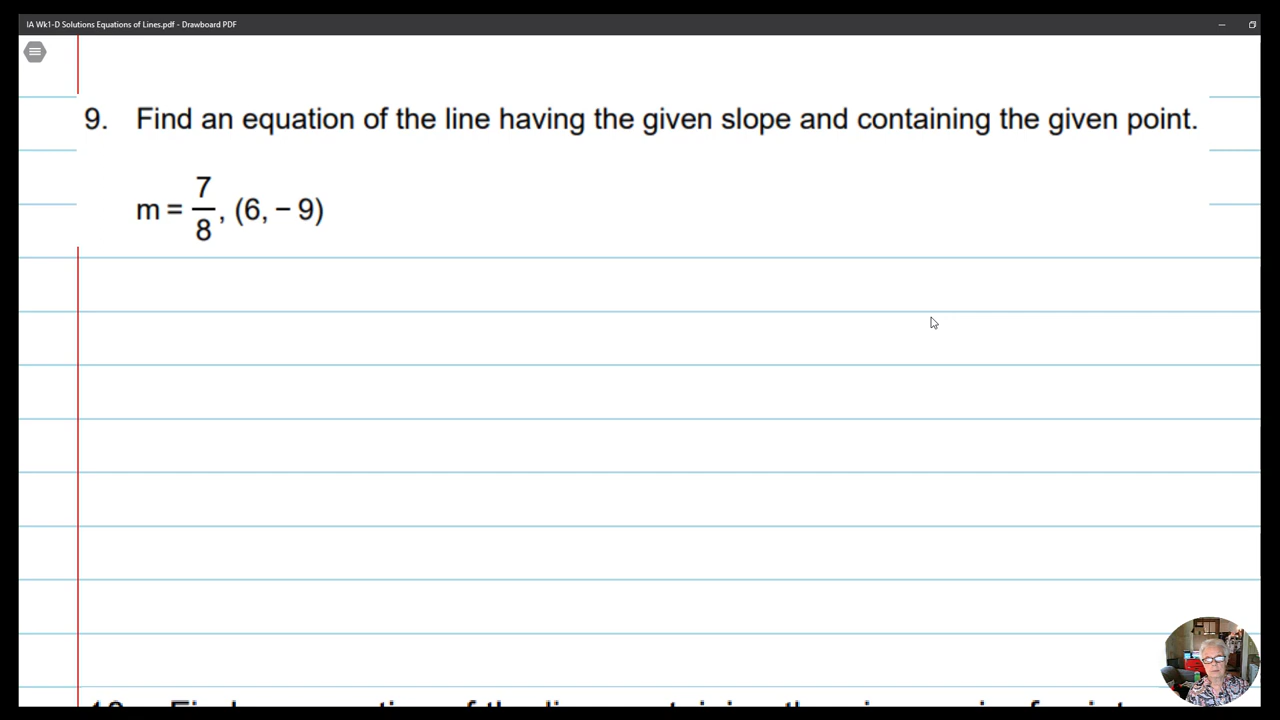 IA Wk1-D Solutions Equations of Lines.pdf - Drawboard PDF
9. Find an equation of the line having the given slope and containing the given point.
m = 7/8, (6, − 9)